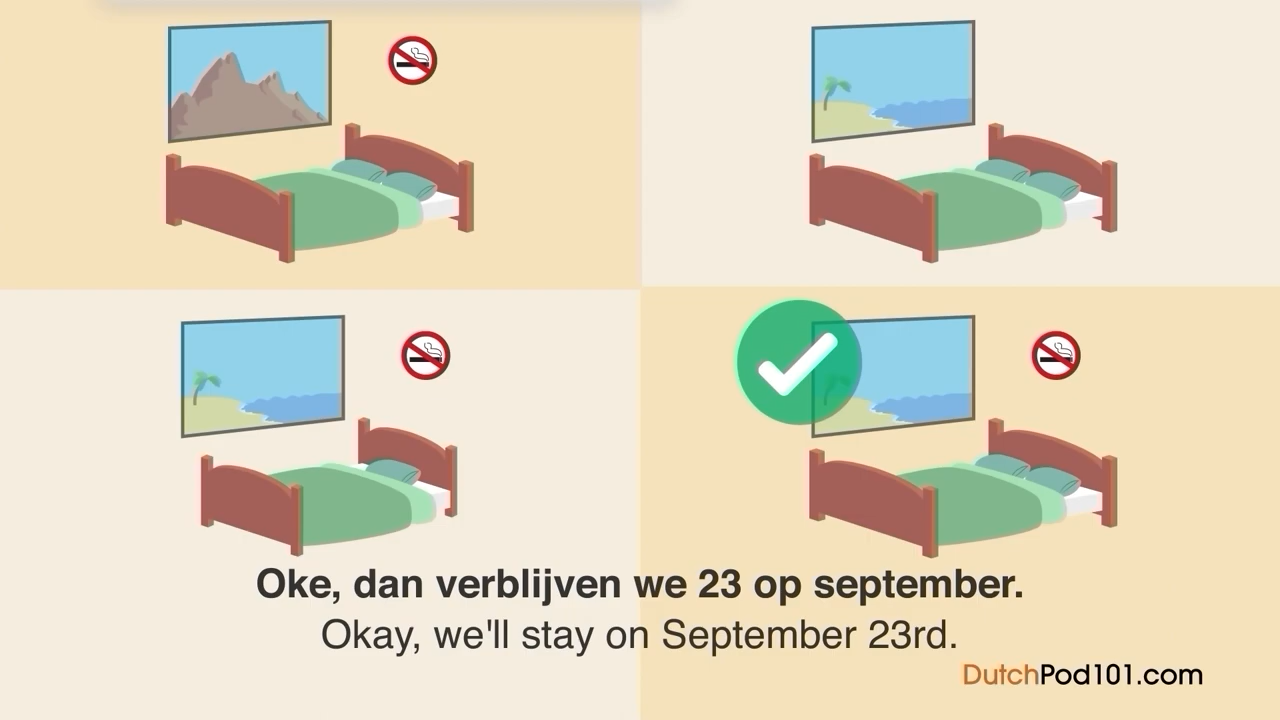 Oke, dan verblijven we 23 op september.
Okay, we'll stay on September 23rd.
DutchPod101.com